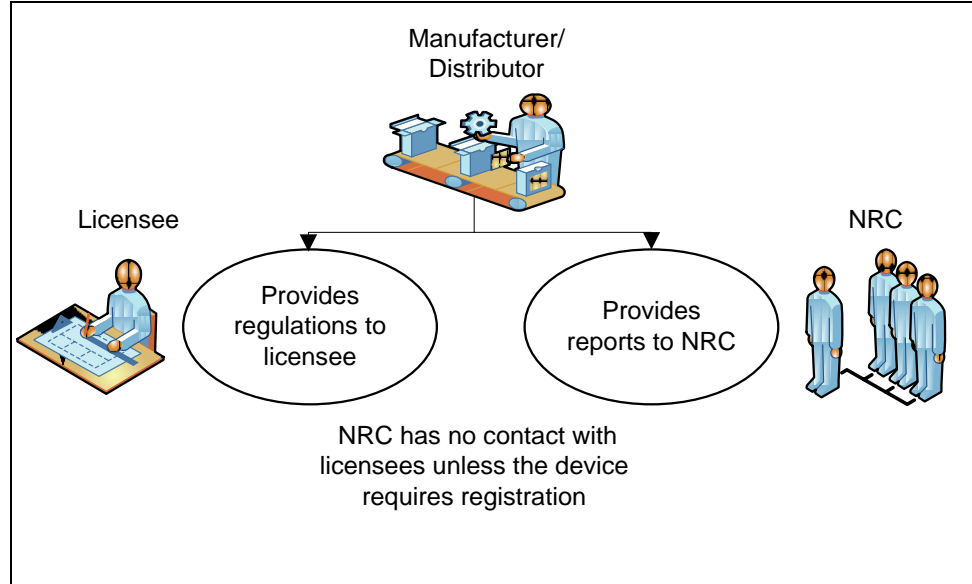 Manufacturer/
Distributor
Licensee
NRC
Provides
regulations to
licensee
Provides
reports to NRC
NRC has no contact with
licensees unless the device
requires registration